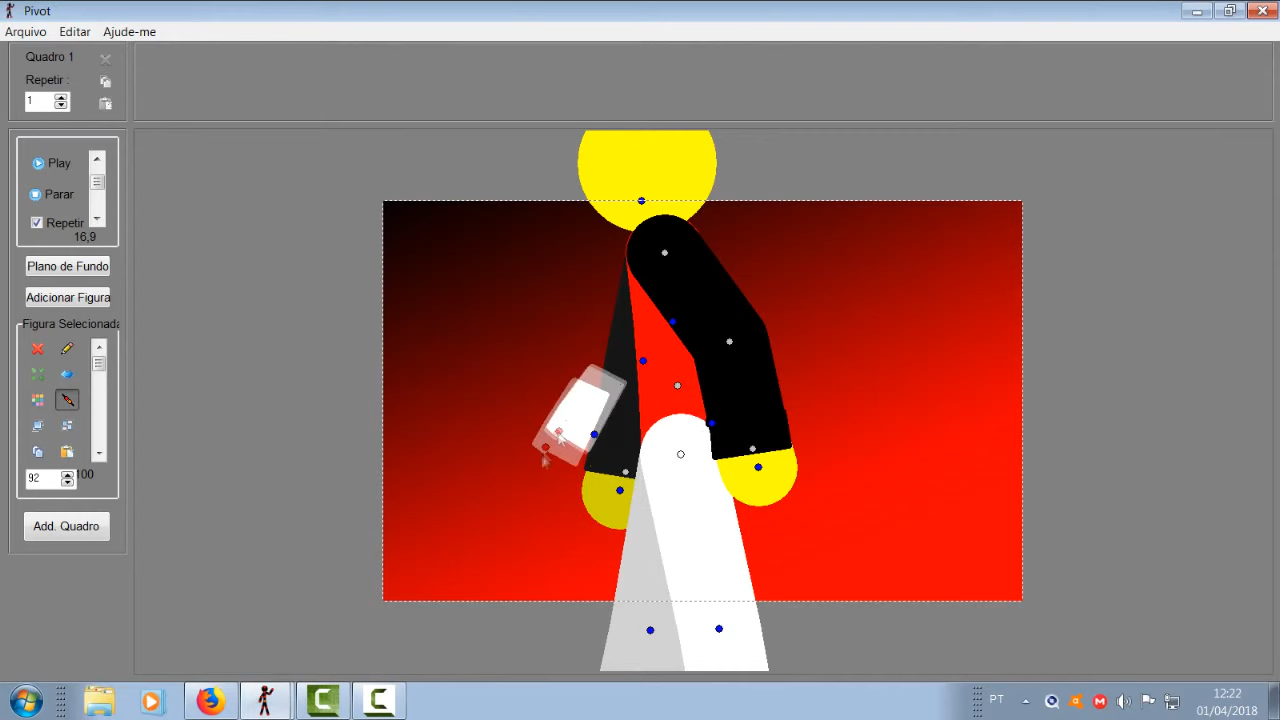 Pivot
Arquivo Editar Ajude-me
Quadro 1
Repetir :
1
Play
Parar
Repetir
16,9
Plano de Fundo
Adicionar Figura
Figura Selecionada
92
100
Add. Quadro
PT
12:22
01/04/2018